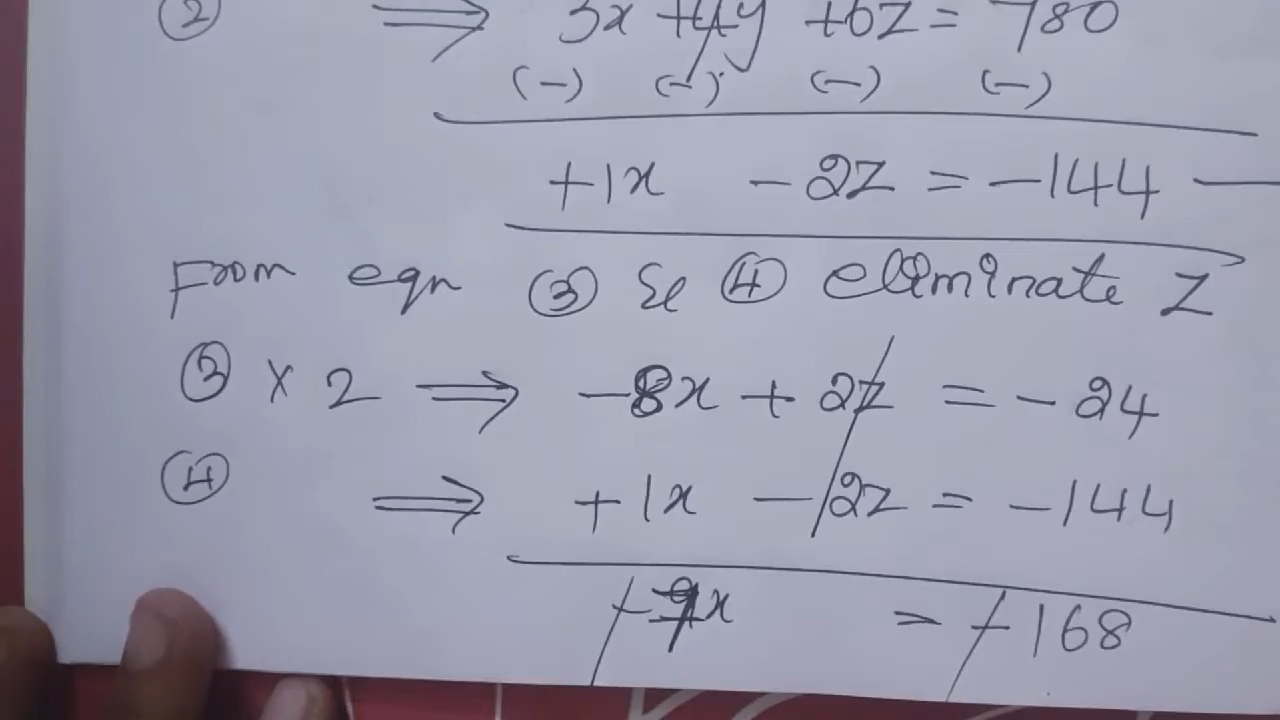 ② ⟹ 3x + 4y + 6z = 780
(-) (-) (-) (-)
+1x - 2z = -144 —
From eqn ③ & ④ eliminate Z
③ x 2 ⟹ -8x + 2z = -24
④ ⟹ +1x - 2z = -144
-7x = -168